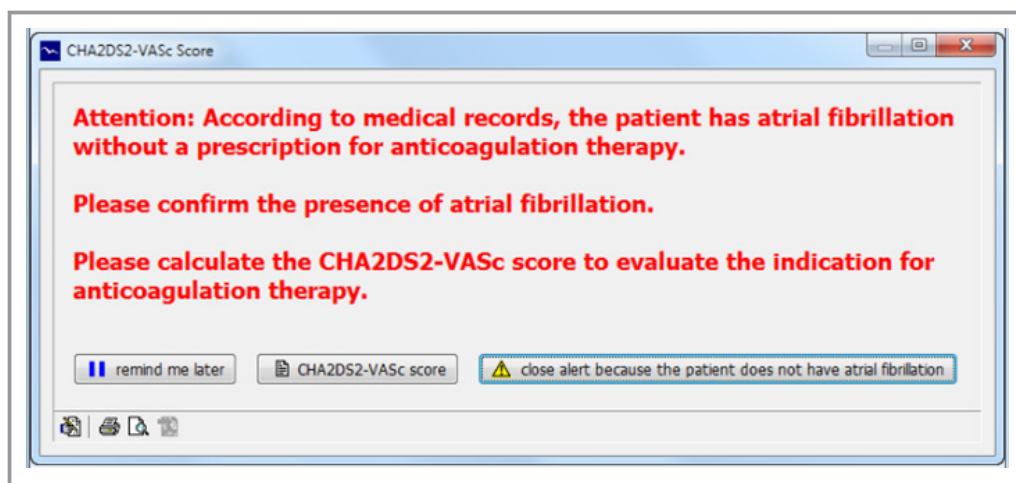 CHA2DS2-VASc Score
Attention: According to medical records, the patient has atrial fibrillation
without a prescription for anticoagulation therapy.
Please confirm the presence of atrial fibrillation.
Please calculate the CHA2DS2-VASc score to evaluate the indication for
anticoagulation therapy.
remind me later CHA2DS2-VASc score close alert because the patient does not have atrial fibrillation